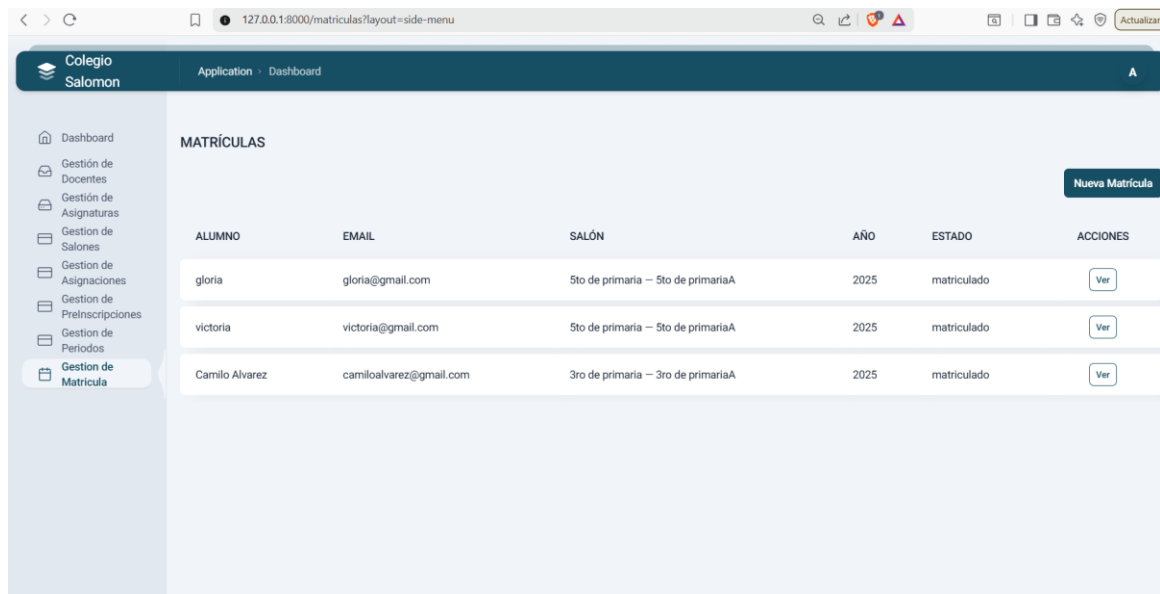 127.0.0.1:8000/matriculas?layout=side-menu
Actualizar
Colegio
Salomon
Application › Dashboard
A
Dashboard
Gestión de
Docentes
Gestión de
Asignaturas
Gestion de
Salones
Gestion de
Asignaciones
Gestion de
PreInscripciones
Gestion de
Periodos
Gestion de
Matricula
MATRÍCULAS
Nueva Matrícula
ALUMNO EMAIL SALÓN AÑO ESTADO ACCIONES
gloria gloria@gmail.com 5to de primaria — 5to de primariaA 2025 matriculado Ver
victoria victoria@gmail.com 5to de primaria — 5to de primariaA 2025 matriculado Ver
Camilo Alvarez camiloalvarez@gmail.com 3ro de primaria — 3ro de primariaA 2025 matriculado Ver